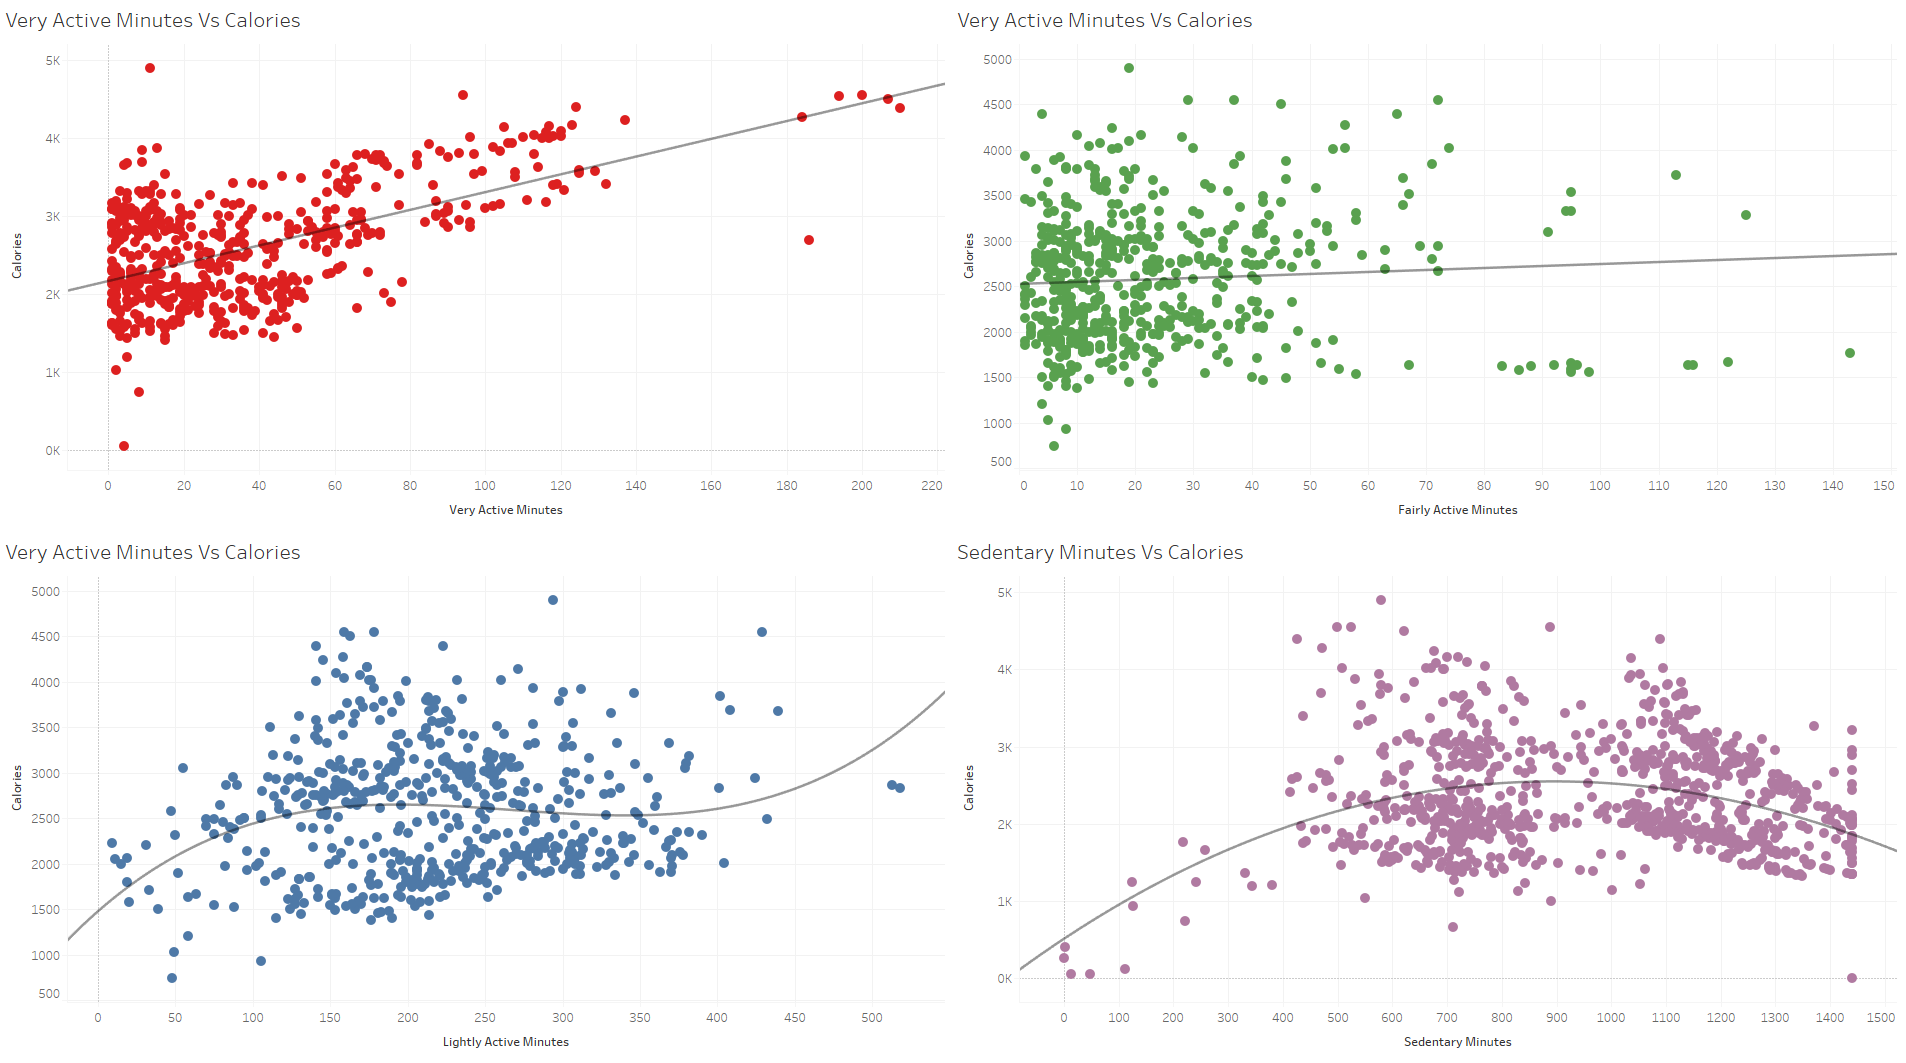 Very Active Minutes Vs Calories
5K
4K
3K
2K
1K
0K
Calories
0 20 40 60 80 100 120 140 160 180 200 220
Very Active Minutes
Very Active Minutes Vs Calories
5000
4500
4000
3500
3000
2500
2000
1500
1000
500
Calories
0 10 20 30 40 50 60 70 80 90 100 110 120 130 140 150
Fairly Active Minutes
Very Active Minutes Vs Calories
5000
4500
4000
3500
3000
2500
2000
1500
1000
500
Calories
0 50 100 150 200 250 300 350 400 450 500
Lightly Active Minutes
Sedentary Minutes Vs Calories
5K
4K
3K
2K
1K
0K
Calories
0 100 200 300 400 500 600 700 800 900 1000 1100 1200 1300 1400 1500
Sedentary Minutes